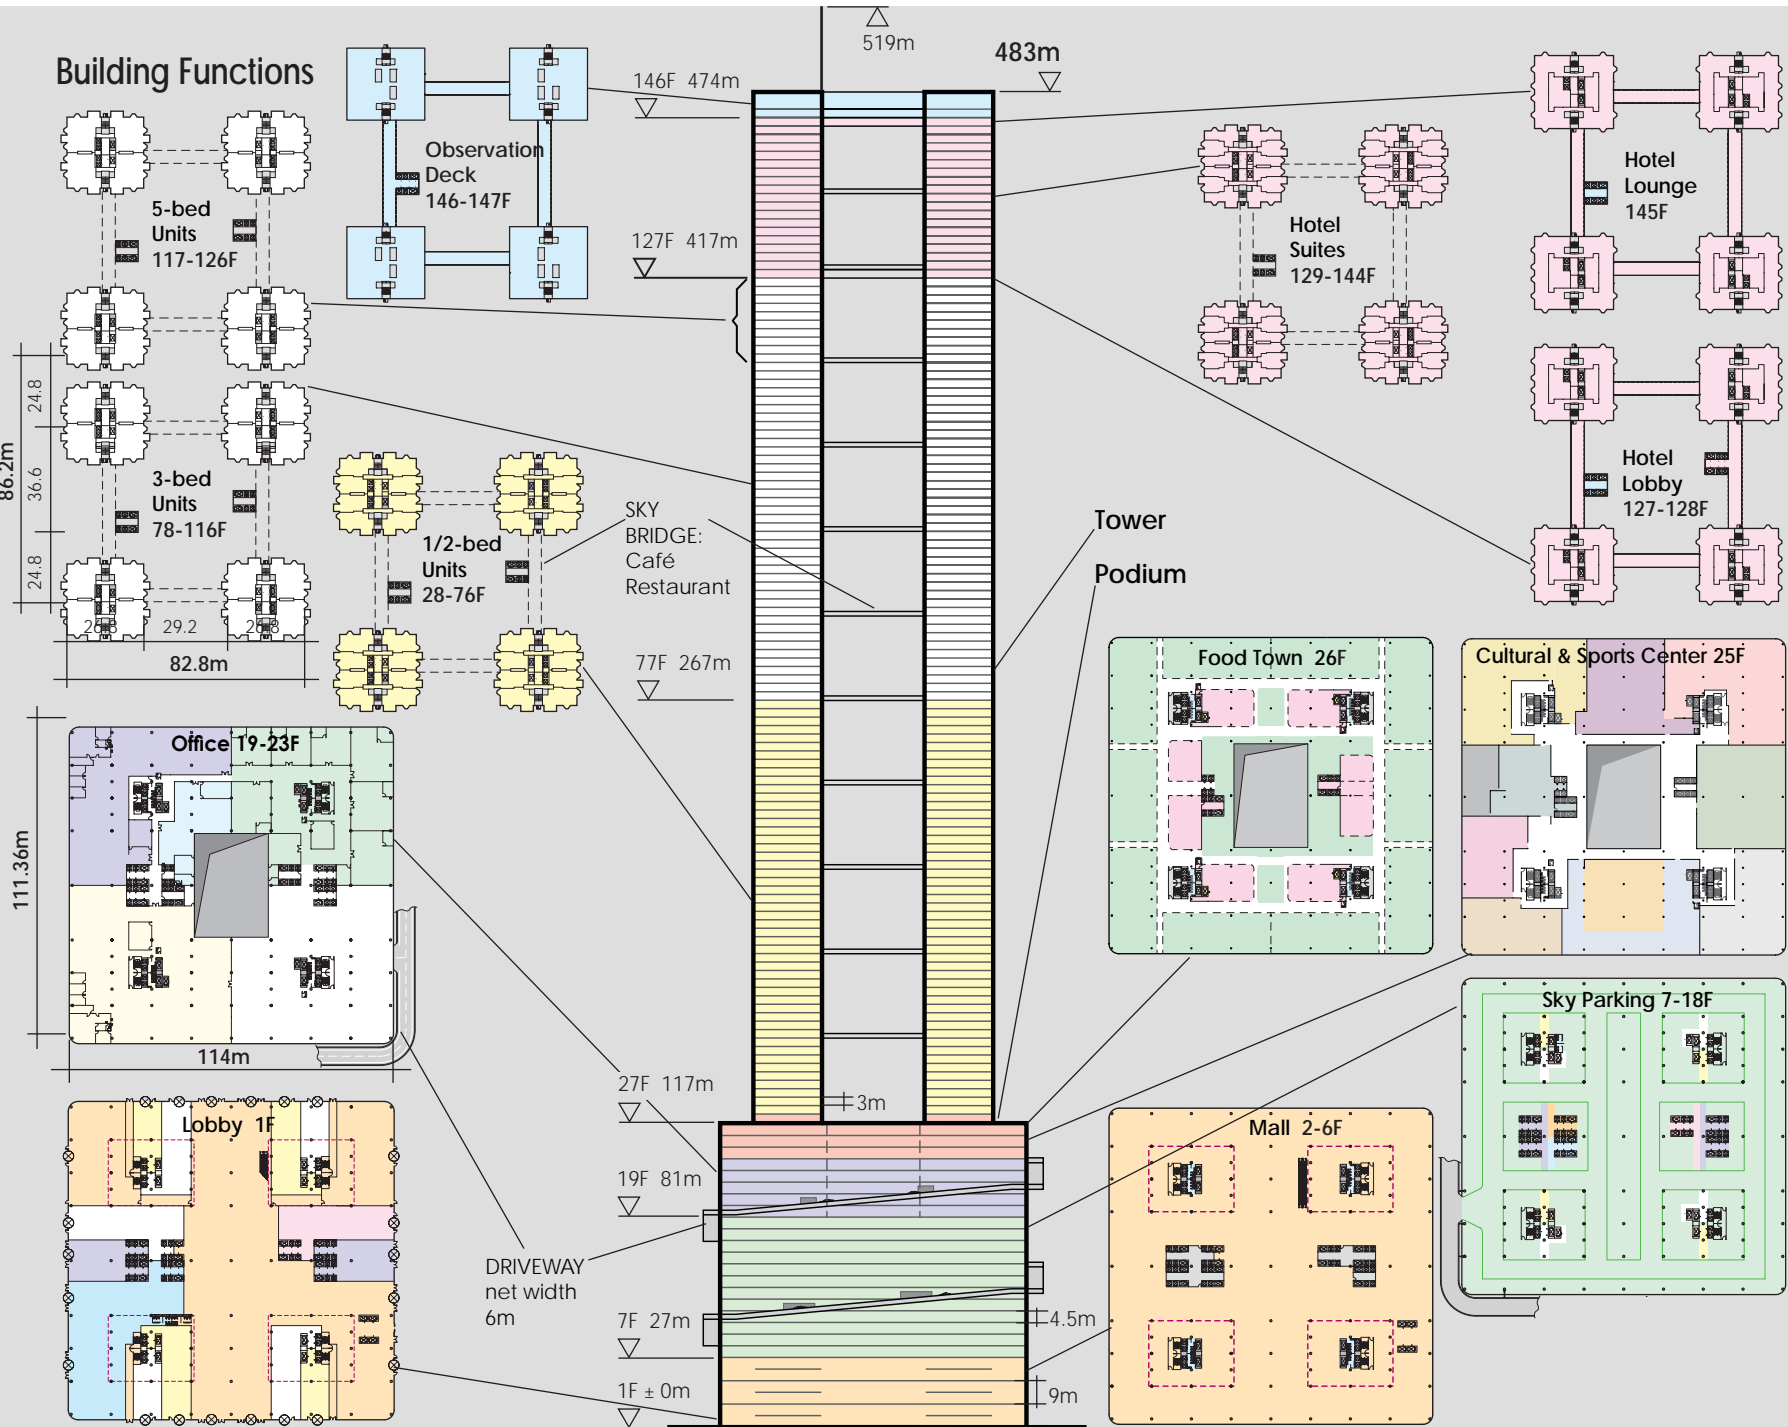 Building Functions
519m
483m
146F 474m
Observation
Deck
146-147F
5-bed
Units
117-126F
127F 417m
Hotel
Lounge
145F
Hotel
Suites
129-144F
24.8
36.6
24.8
86.2m
3-bed
Units
78-116F
26.8
29.2
26.8
82.8m
1/2-bed
Units
28-76F
SKY
BRIDGE:
Café
Restaurant
Tower
Podium
Hotel
Lobby
127-128F
77F 267m
Food Town 26F
Cultural & Sports Center 25F
Office 19-23F
111.36m
114m
Sky Parking 7-18F
27F 117m
3m
Lobby 1F
Mall 2-6F
19F 81m
DRIVEWAY
net width
6m
7F 27m
4.5m
1F ± 0m
9m